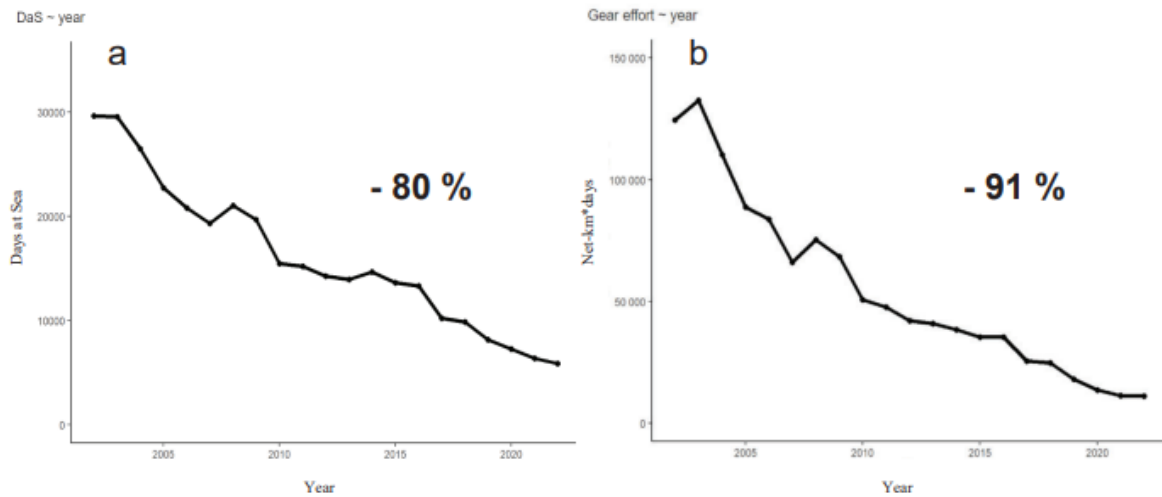 DaS ~ year
a
30000
20000
10000
0
Days at Sea
- 80 %
2005 2010 2015 2020
Year
Gear effort ~ year
b
150 000
100 000
50 000
0
Net-km*days
- 91 %
2005 2010 2015 2020
Year